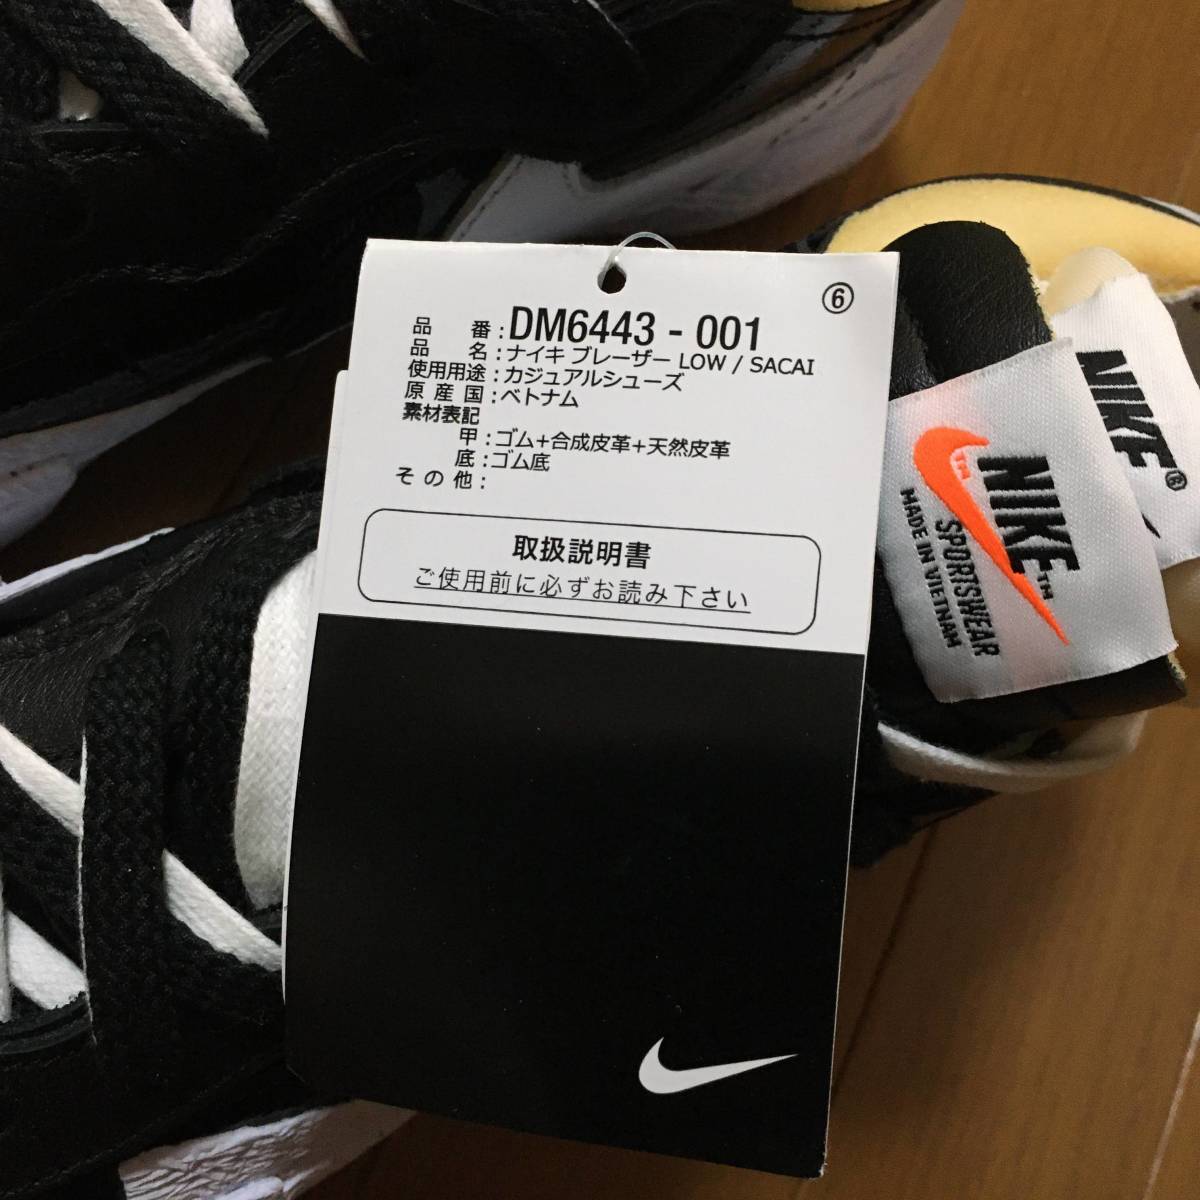 ⑥
品番:DM6443-001
品名:ナイキ ブレーザー LOW / SACAI
使用用途:カジュアルシューズ
原産国:ベトナム
素材表記
甲:ゴム+合成皮革+天然皮革
底:ゴム底
その他:
取扱説明書
ご使用前に必ずお読み下さい
NIKE™
™
SPORTSWEAR
MADE IN VIETNAM
NIKE®